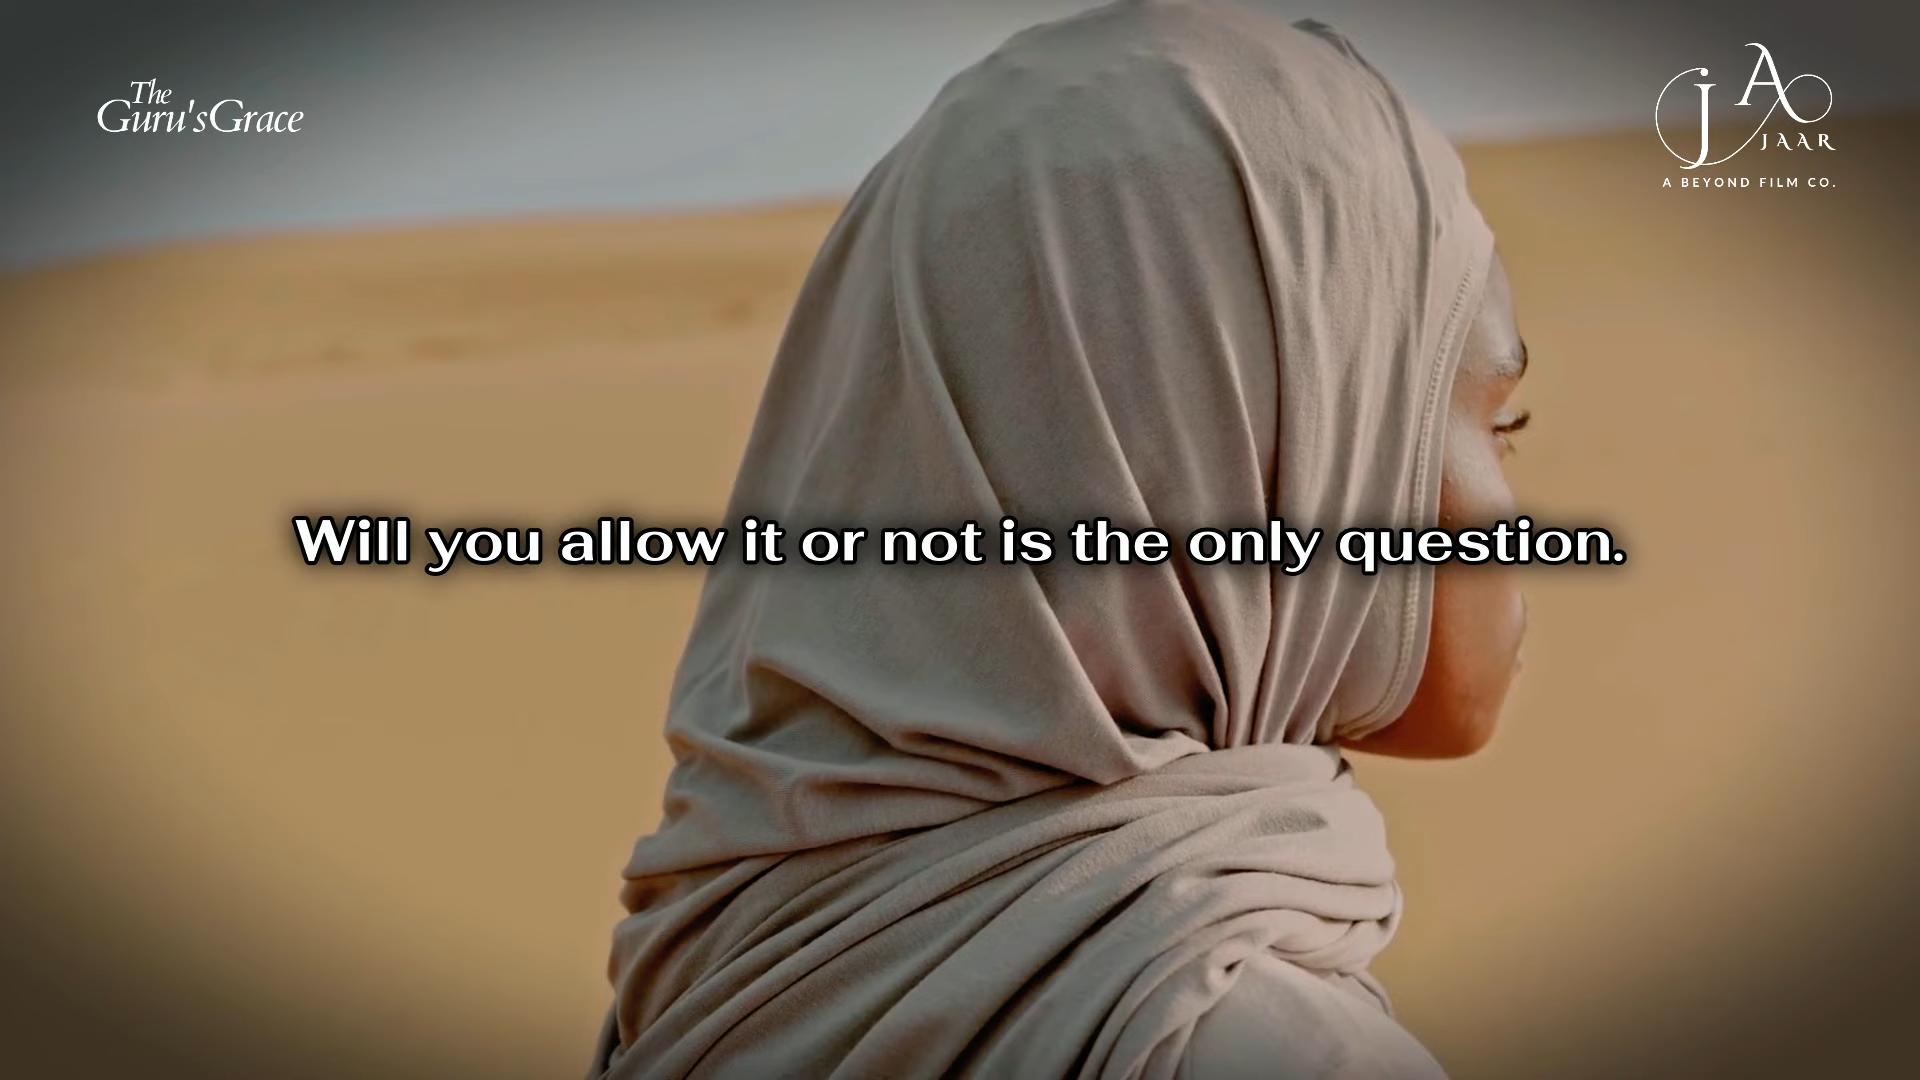 The
Guru's Grace
J A
JAAR
A BEYOND FILM CO.
Will you allow it or not is the only question.